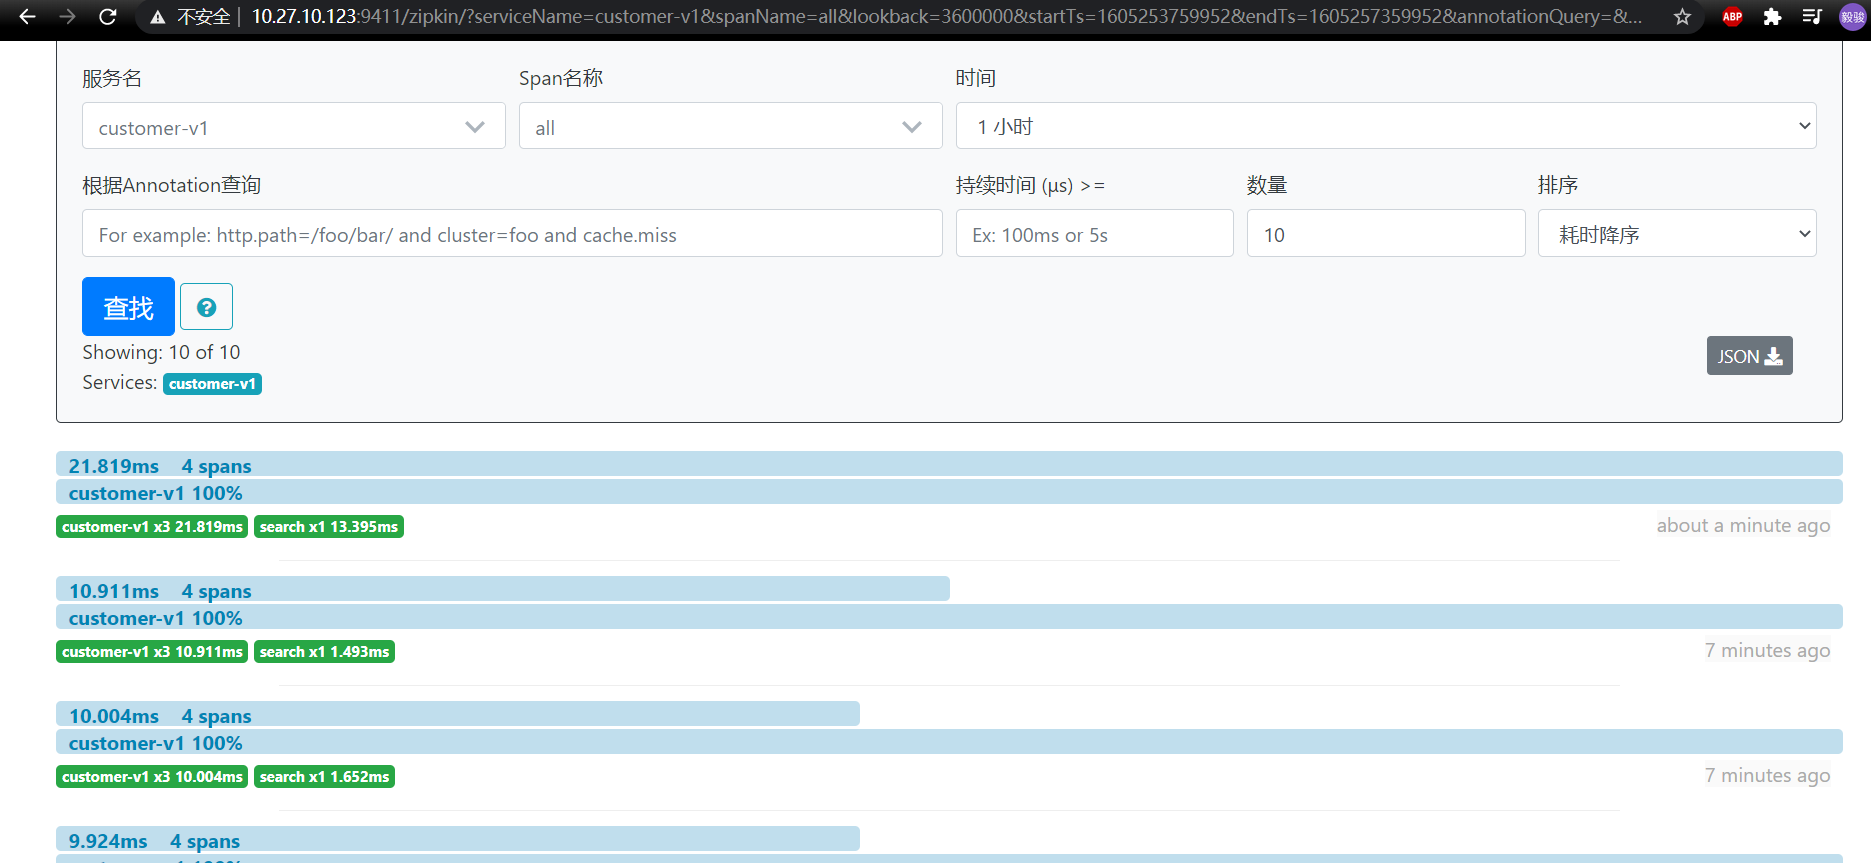 不安全 10.27.10.123:9411/zipkin/?serviceName=customer-v1&spanName=all&lookback=3600000&startTs=1605253759952&endTs=1605257359952&annotationQuery=&... ABP 毅骏
服务名 Span名称 时间
customer-v1 all 1 小时
根据Annotation查询 持续时间 (μs) >= 数量 排序
For example: http.path=/foo/bar/ and cluster=foo and cache.miss Ex: 100ms or 5s 10 耗时降序
查找 ?
Showing: 10 of 10
JSON
Services: customer-v1
21.819ms 4 spans
customer-v1 100%
customer-v1 x3 21.819ms search x1 13.395ms about a minute ago
10.911ms 4 spans
customer-v1 100%
customer-v1 x3 10.911ms search x1 1.493ms 7 minutes ago
10.004ms 4 spans
customer-v1 100%
customer-v1 x3 10.004ms search x1 1.652ms 7 minutes ago
9.924ms 4 spans